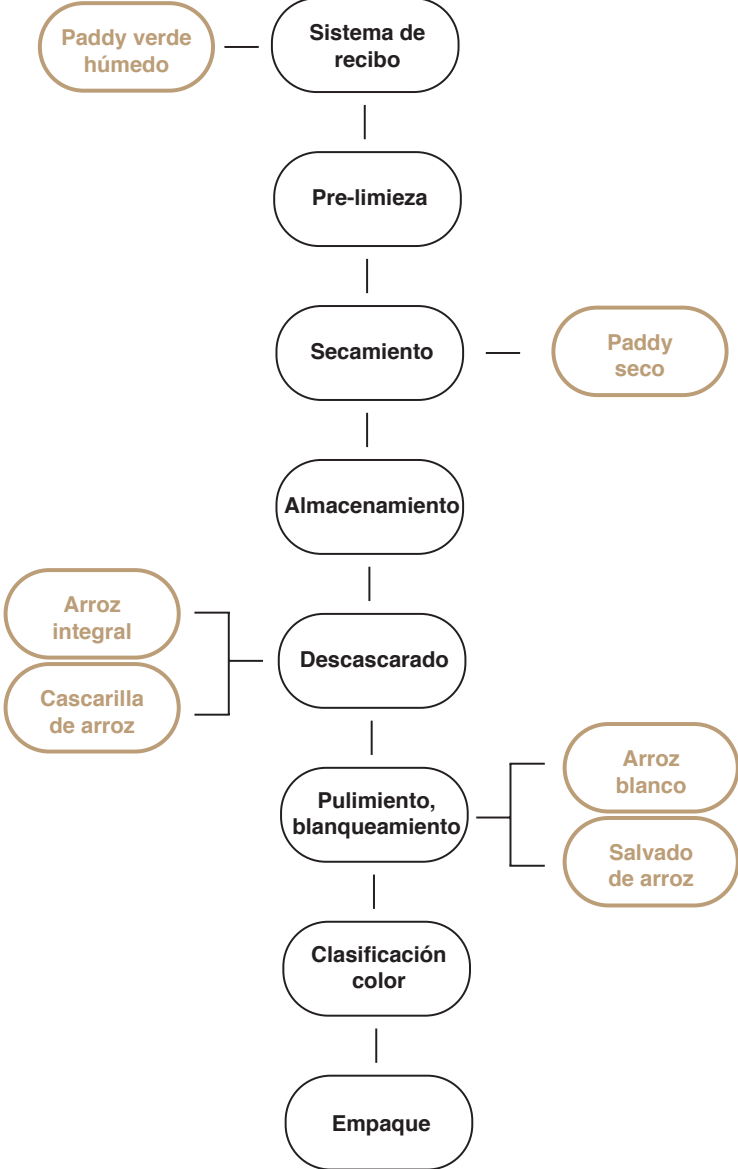 Paddy verde
húmedo
Sistema de
recibo
Pre-limieza
Secamiento
Paddy
seco
Almacenamiento
Arroz
integral
Cascarilla
de arroz
Descascarado
Pulimiento,
blanqueamiento
Arroz
blanco
Salvado
de arroz
Clasificación
color
Empaque